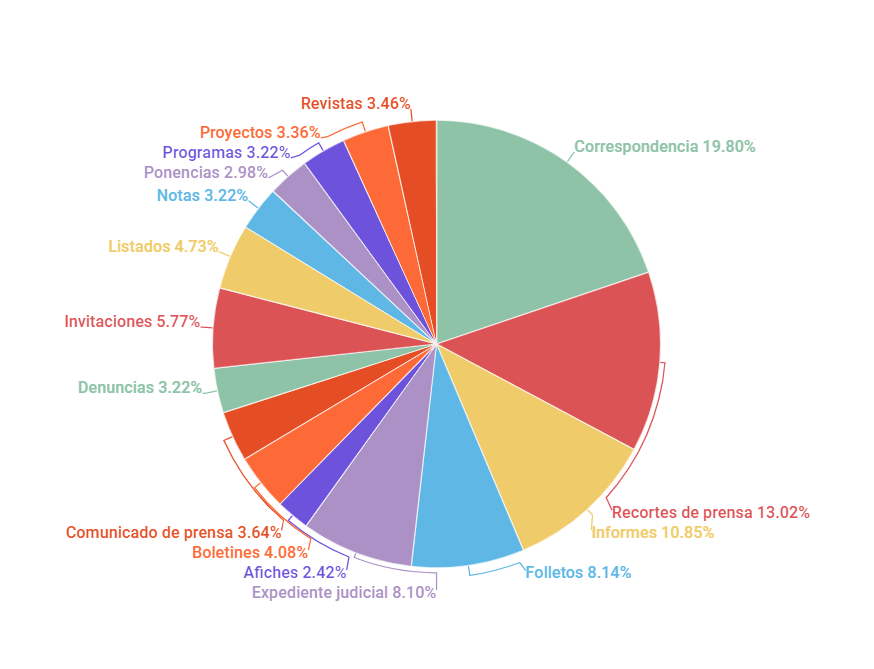 Revistas 3.46%
Proyectos 3.36%
Programas 3.22%
Ponencias 2.98%
Notas 3.22%
Listados 4.73%
Invitaciones 5.77%
Denuncias 3.22%
Comunicado de prensa 3.64%
Boletines 4.08%
Afiches 2.42%
Expediente judicial 8.10%
Correspondencia 19.80%
Recortes de prensa 13.02%
Informes 10.85%
Folletos 8.14%